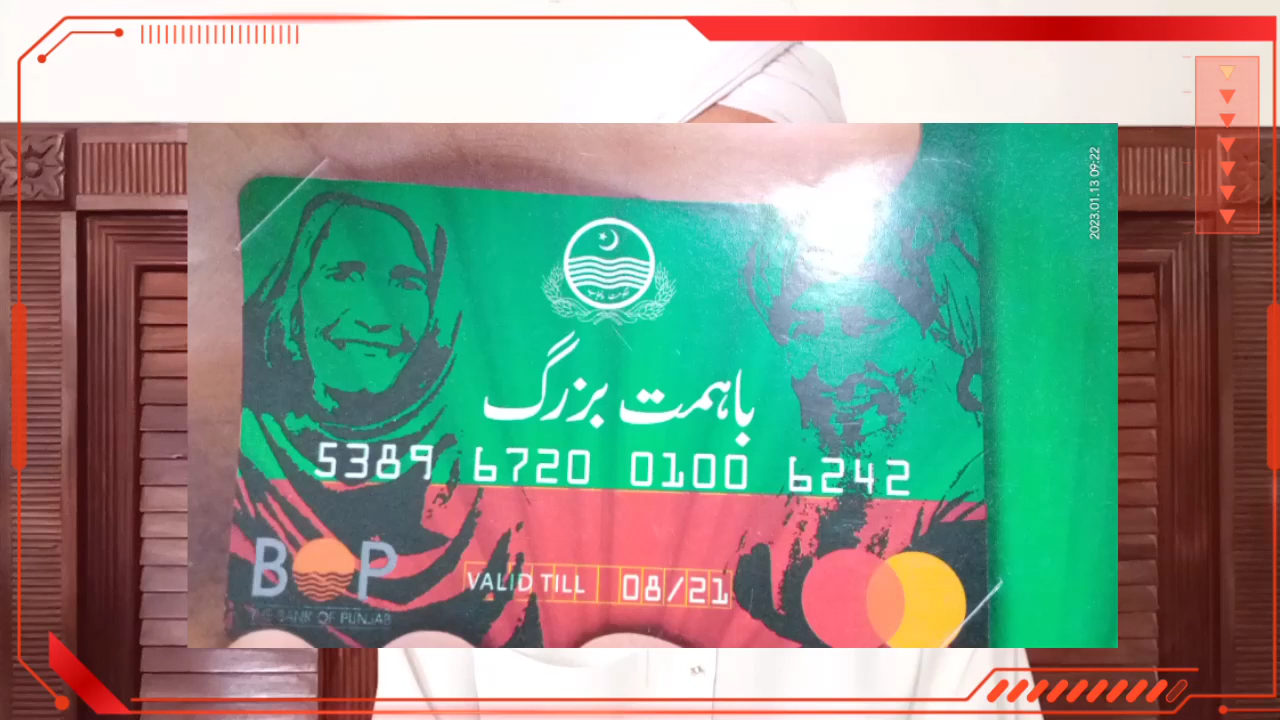 2023.01.13 09:22
باہمت بزرگ
5389 6720 0100 6242
BOP
THE BANK OF PUNJAB
VALID TILL 08/21